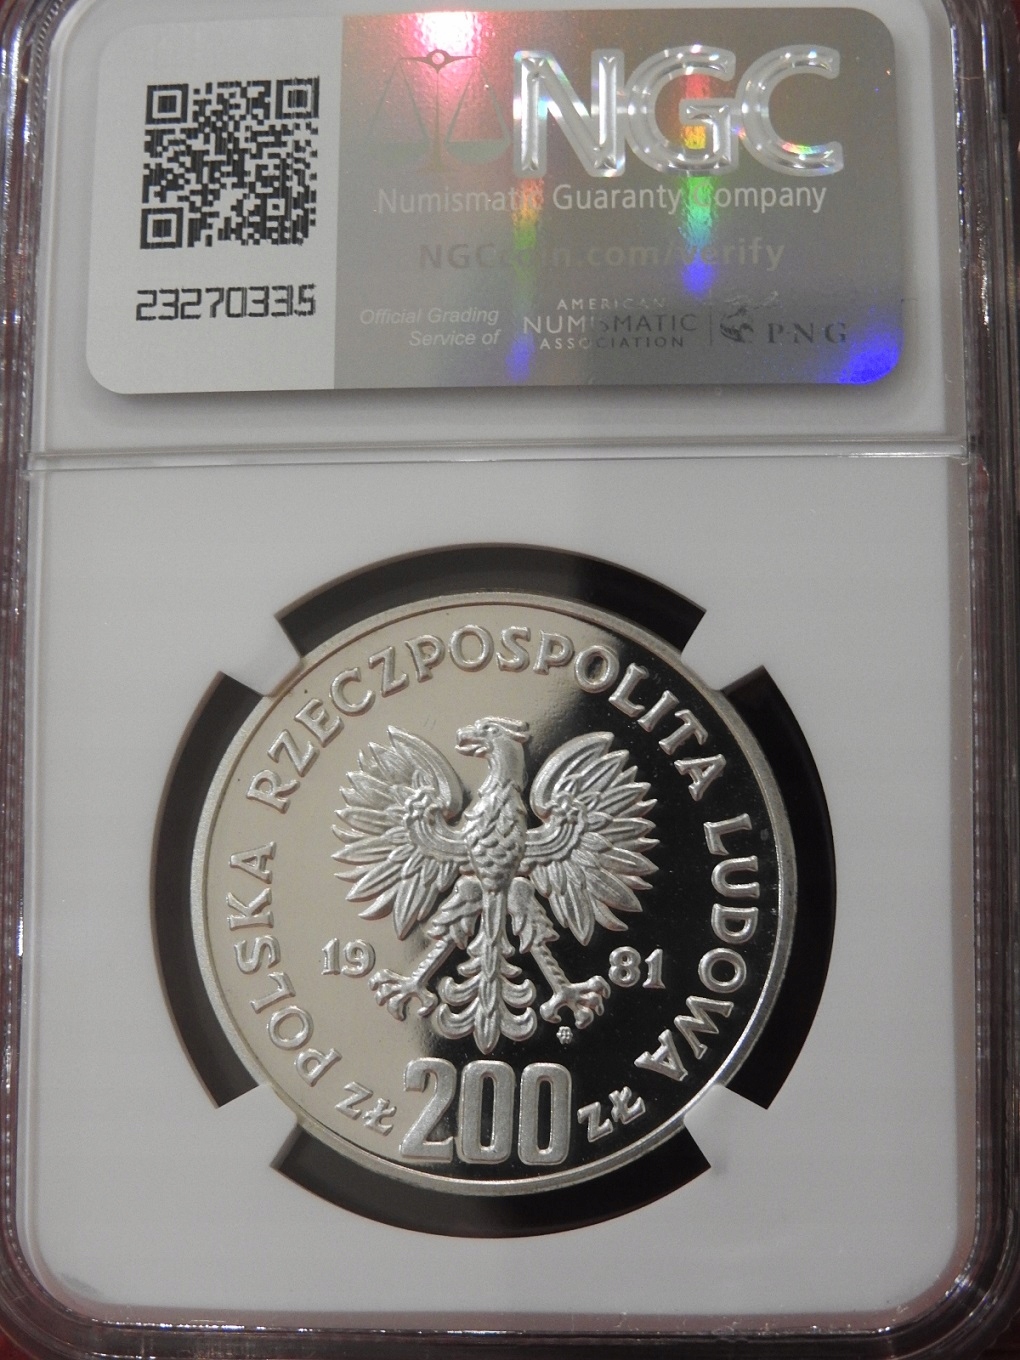 NGC
Numismatic Guaranty Company
NGCcoin.com/verify
23270335
Official Grading
Service of
AMERICAN
NUMISMATIC
ASSOCIATION
PNG
POLSKA RZECZPOSPOLITA LUDOWA
19 81
ZŁ 200 ZŁ